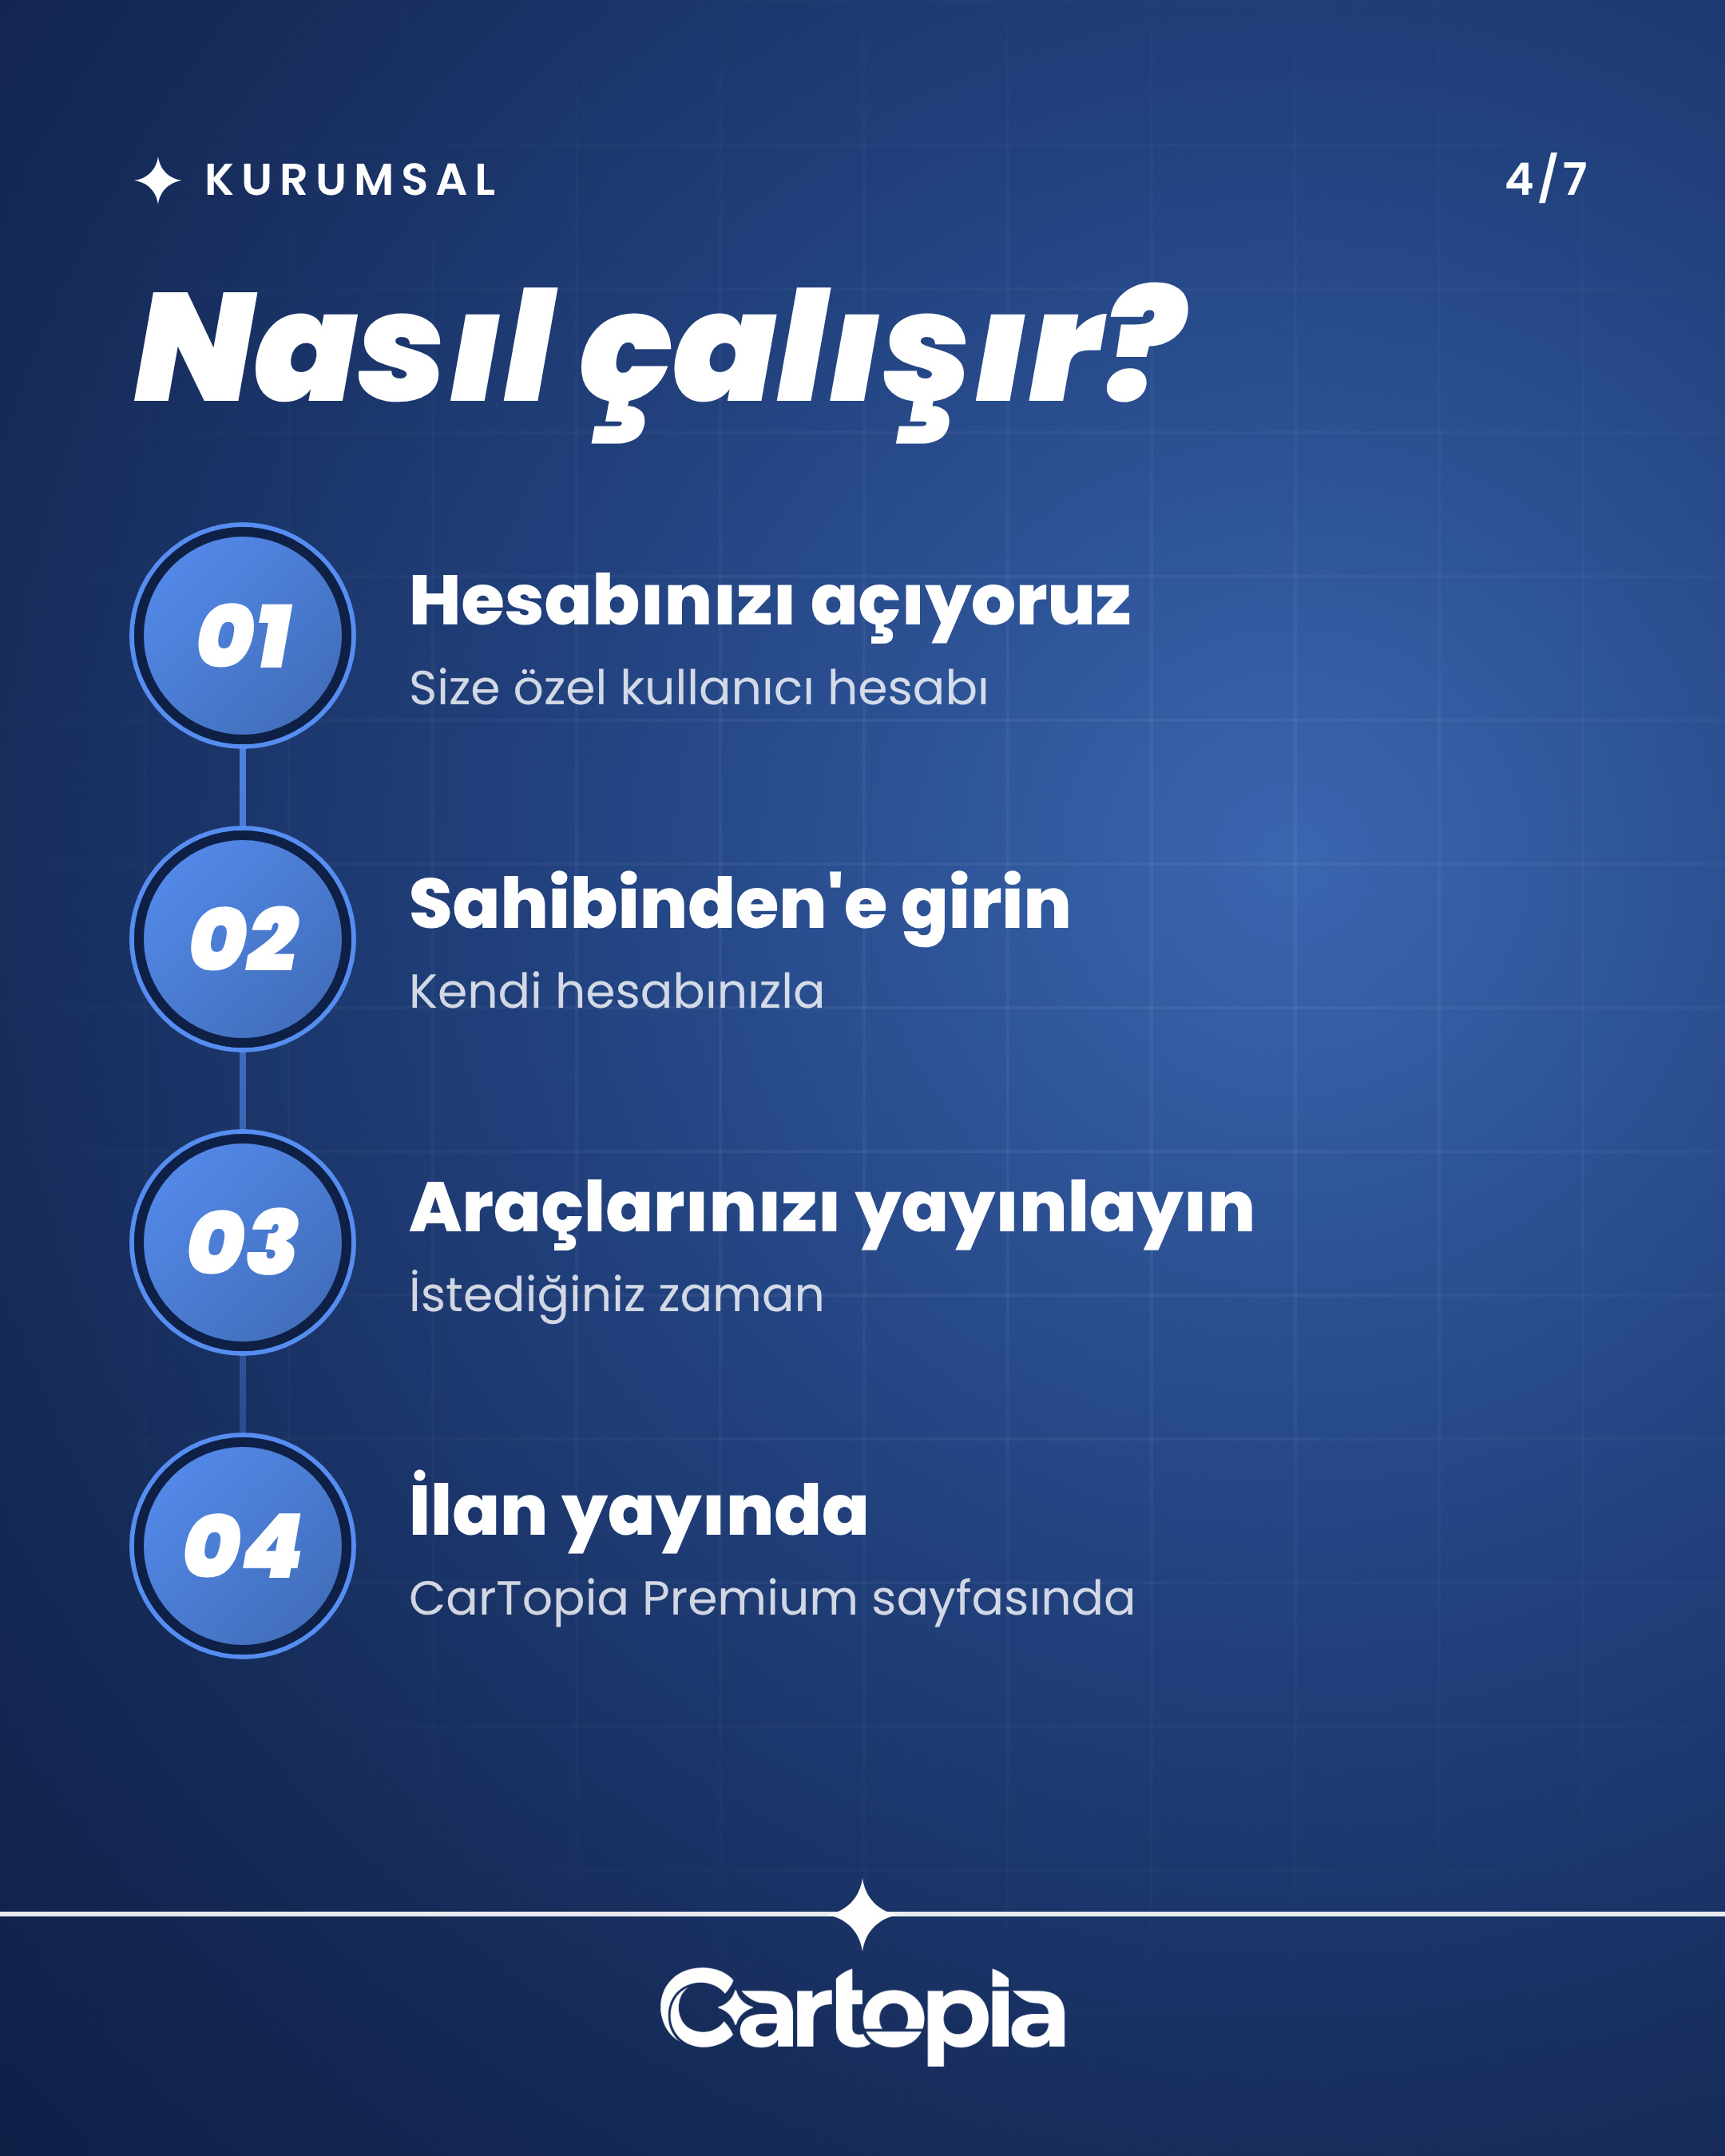 KURUMSAL
4/7
Nasıl çalışır?
01
Hesabınızı açıyoruz
Size özel kullanıcı hesabı
02
Sahibinden'e girin
Kendi hesabınızla
03
Araçlarınızı yayınlayın
İstediğiniz zaman
04
İlan yayında
CarTopia Premium sayfasında
Cartopia